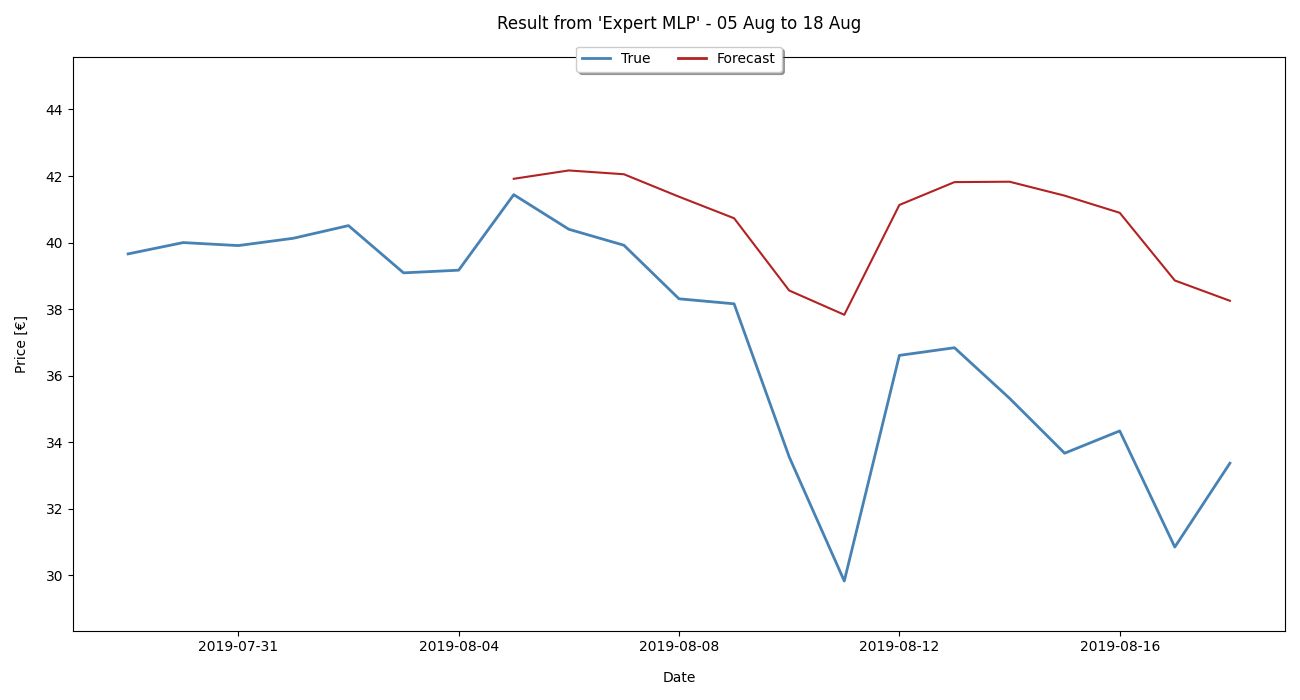 Result from 'Expert MLP' - 05 Aug to 18 Aug
True Forecast
44
42
40
38
36
34
32
30
Price [€]
2019-07-31 2019-08-04 2019-08-08 2019-08-12 2019-08-16
Date